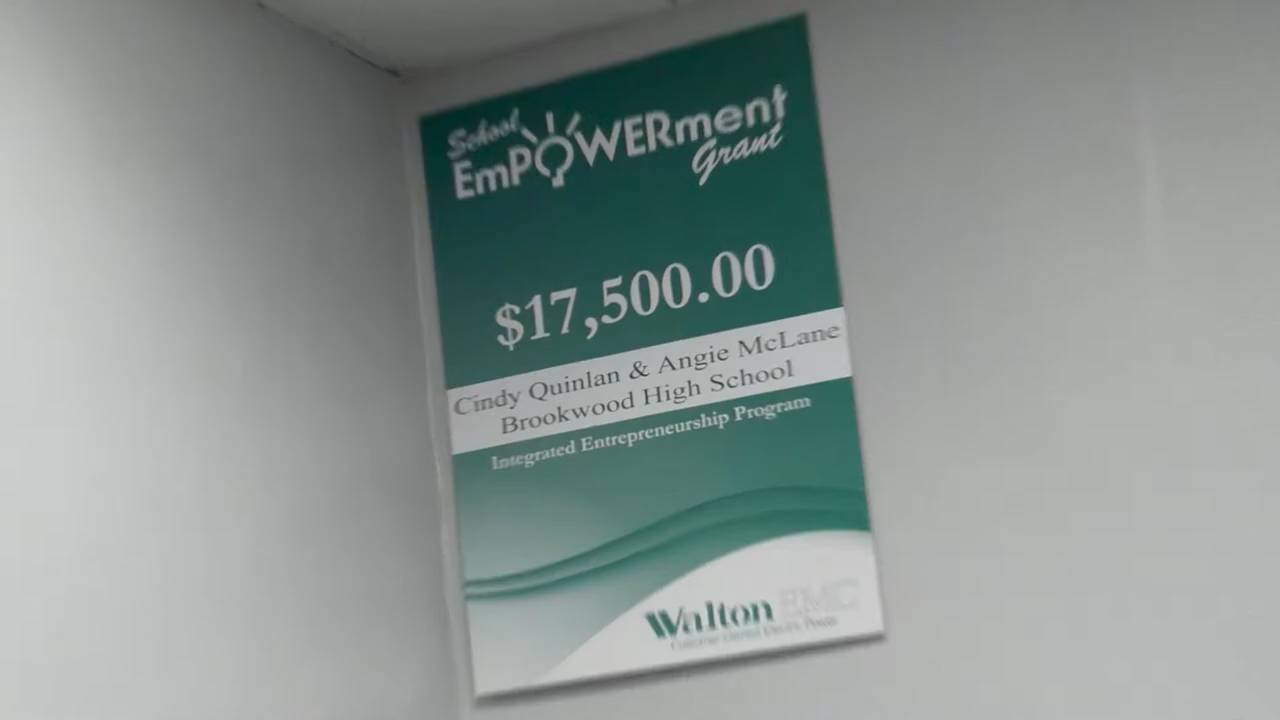 School
EmPOWERment
Grant
$17,500.00
Cindy Quinlan & Angie McLane
Brookwood High School
Integrated Entrepreneurship Program
Walton EMC